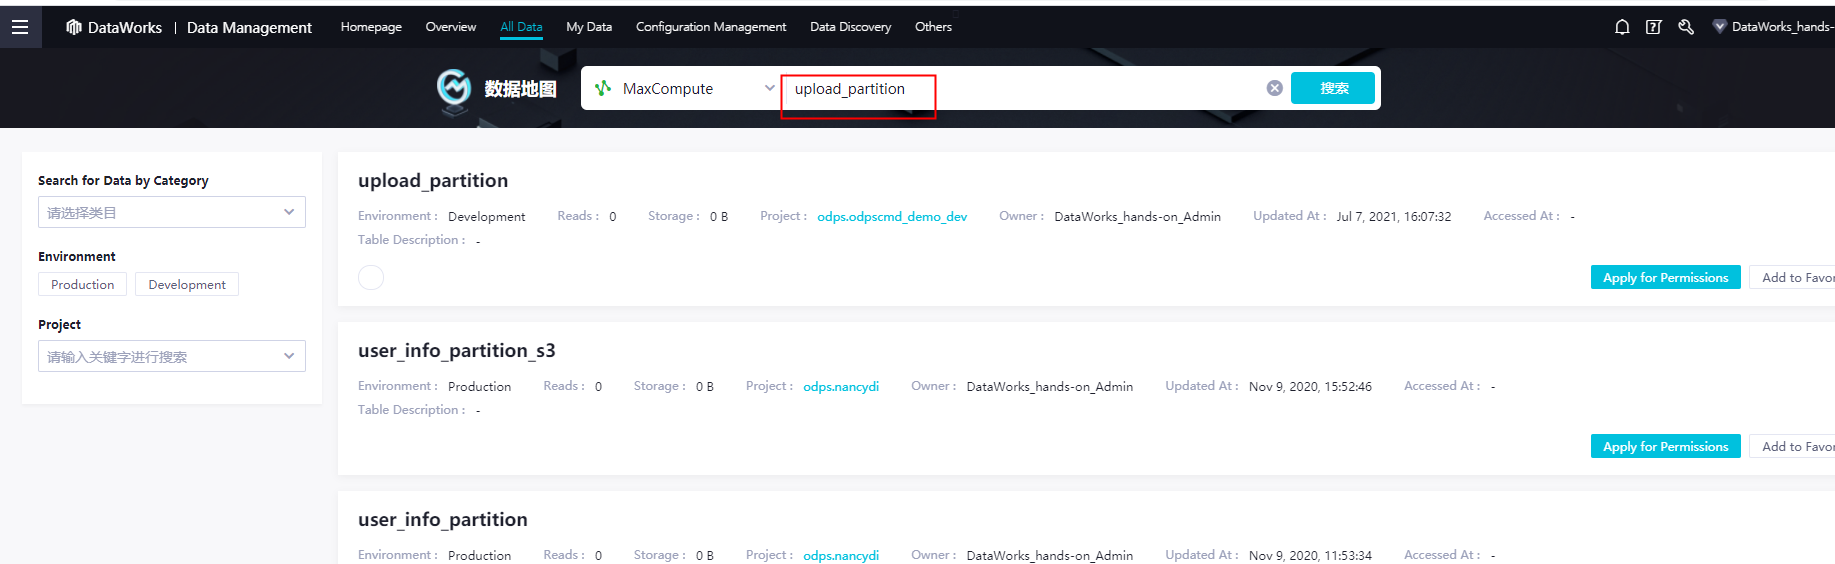 DataWorks | Data Management Homepage Overview All Data My Data Configuration Management Data Discovery Others DataWorks_hands-
数据地图 MaxCompute upload_partition 搜索
Search for Data by Category
请选择类目
Environment
Production Development
Project
请输入关键字进行搜索
upload_partition
Environment : Development Reads : 0 Storage : 0 B Project : odps.odpscmd_demo_dev Owner : DataWorks_hands-on_Admin Updated At : Jul 7, 2021, 16:07:32 Accessed At : -
Table Description : -
Apply for Permissions Add to Favor
user_info_partition_s3
Environment : Production Reads : 0 Storage : 0 B Project : odps.nancydi Owner : DataWorks_hands-on_Admin Updated At : Nov 9, 2020, 15:52:46 Accessed At : -
Table Description : -
Apply for Permissions Add to Favor
user_info_partition
Environment : Production Reads : 0 Storage : 0 B Project : odps.nancydi Owner : DataWorks_hands-on_Admin Updated At : Nov 9, 2020, 11:53:34 Accessed At : -